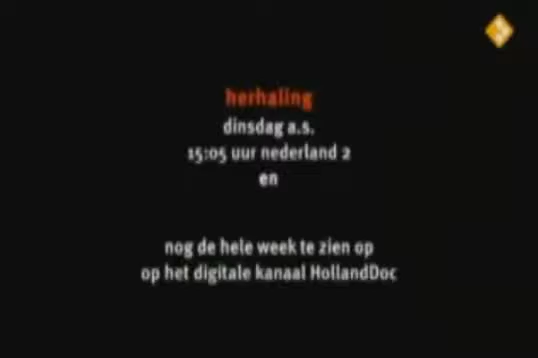 herhaling
dinsdag a.s.
15:05 uur nederland 2
en
nog de hele week te zien op
op het digitale kanaal HollandDoc